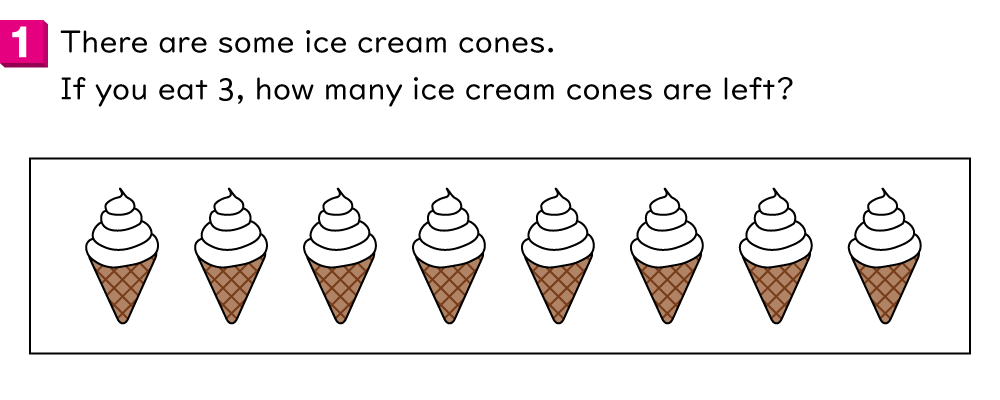 1 There are some ice cream cones.
If you eat 3, how many ice cream cones are left?